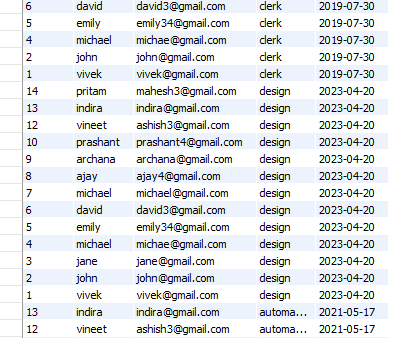 6 david david3@gmail.com clerk 2019-07-30
5 emily emily34@gmail.com clerk 2019-07-30
4 michael michae@gmail.com clerk 2019-07-30
2 john john@gmail.com clerk 2019-07-30
1 vivek vivek@gmail.com clerk 2019-07-30
14 pritam mahesh3@gmail.com design 2023-04-20
13 indira indira@gmail.com design 2023-04-20
12 vineet ashish3@gmail.com design 2023-04-20
10 prashant prashant4@gmail.com design 2023-04-20
9 archana archana@gmail.com design 2023-04-20
8 ajay ajay4@gmail.com design 2023-04-20
7 michael michael@gmail.com design 2023-04-20
6 david david3@gmail.com design 2023-04-20
5 emily emily34@gmail.com design 2023-04-20
4 michael michae@gmail.com design 2023-04-20
3 jane jane@gmail.com design 2023-04-20
2 john john@gmail.com design 2023-04-20
1 vivek vivek@gmail.com design 2023-04-20
13 indira indira@gmail.com automa... 2021-05-17
12 vineet ashish3@gmail.com automa... 2021-05-17